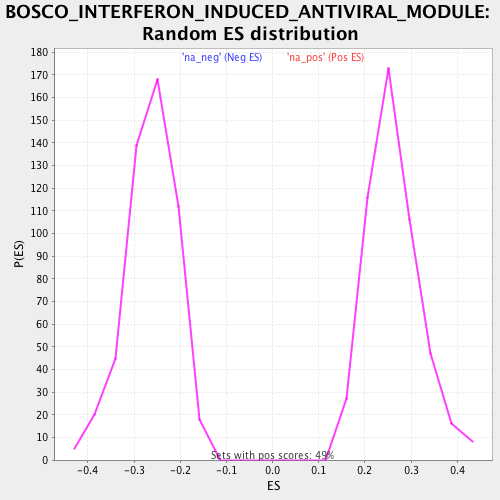 BOSCO_INTERFERON_INDUCED_ANTIVIRAL_MODULE:
Random ES distribution
'na_neg' (Neg ES) 'na_pos' (Pos ES)
180
170
160
150
140
130
120
110
100
90
80
70
60
50
40
30
20
10
0
P(ES)
Sets with pos scores: 49%
-0.4 -0.3 -0.2 -0.1 0.0 0.1 0.2 0.3 0.4
ES